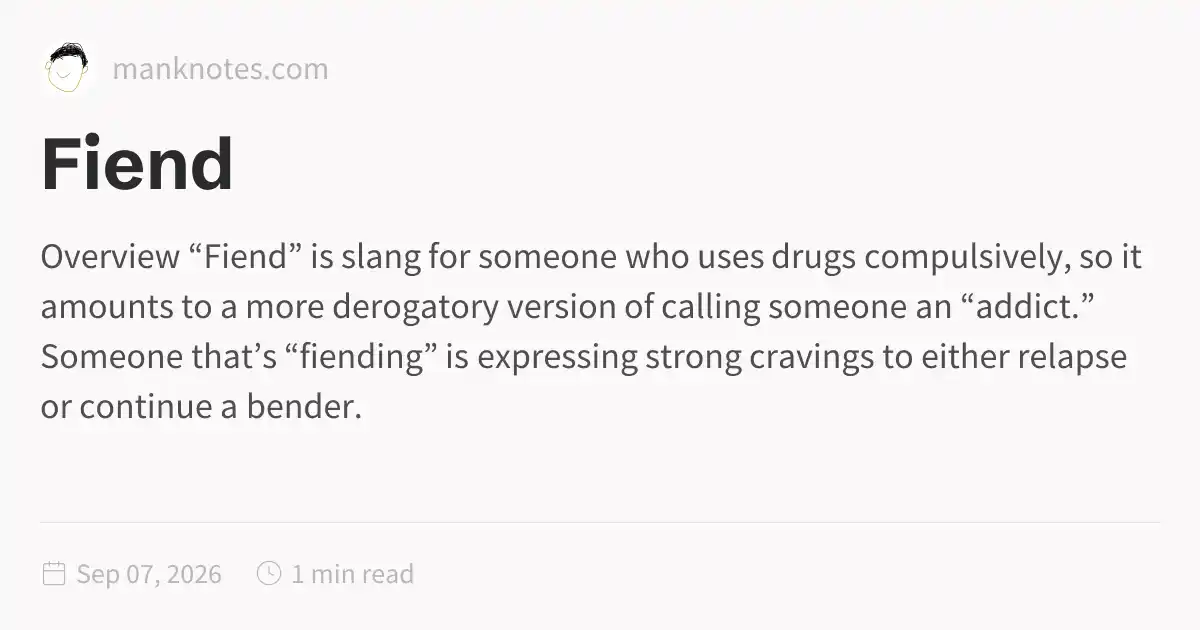 manknotes.com
Fiend
Overview “Fiend” is slang for someone who uses drugs compulsively, so it
amounts to a more derogatory version of calling someone an “addict.”
Someone that’s “fiending” is expressing strong cravings to either relapse
or continue a bender.
Sep 07, 2026 1 min read